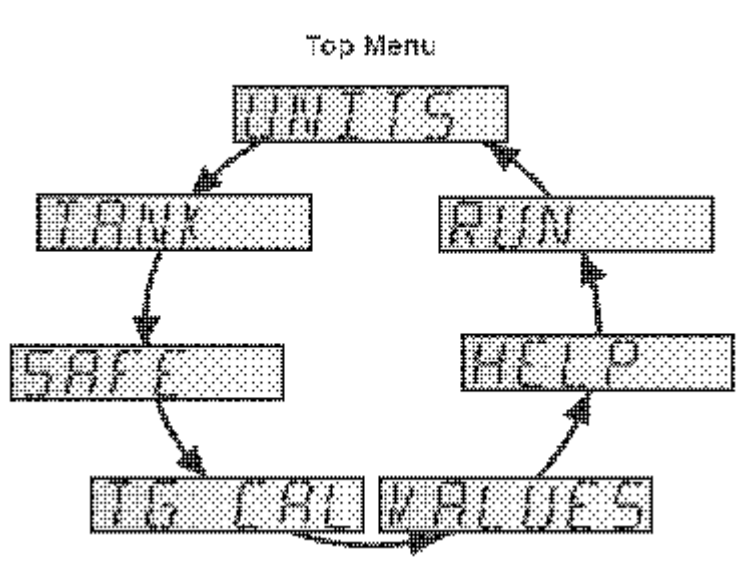 Top Menu
UNITS
TANK
RUN
SAFE
HELP
TG CAL
VALUES